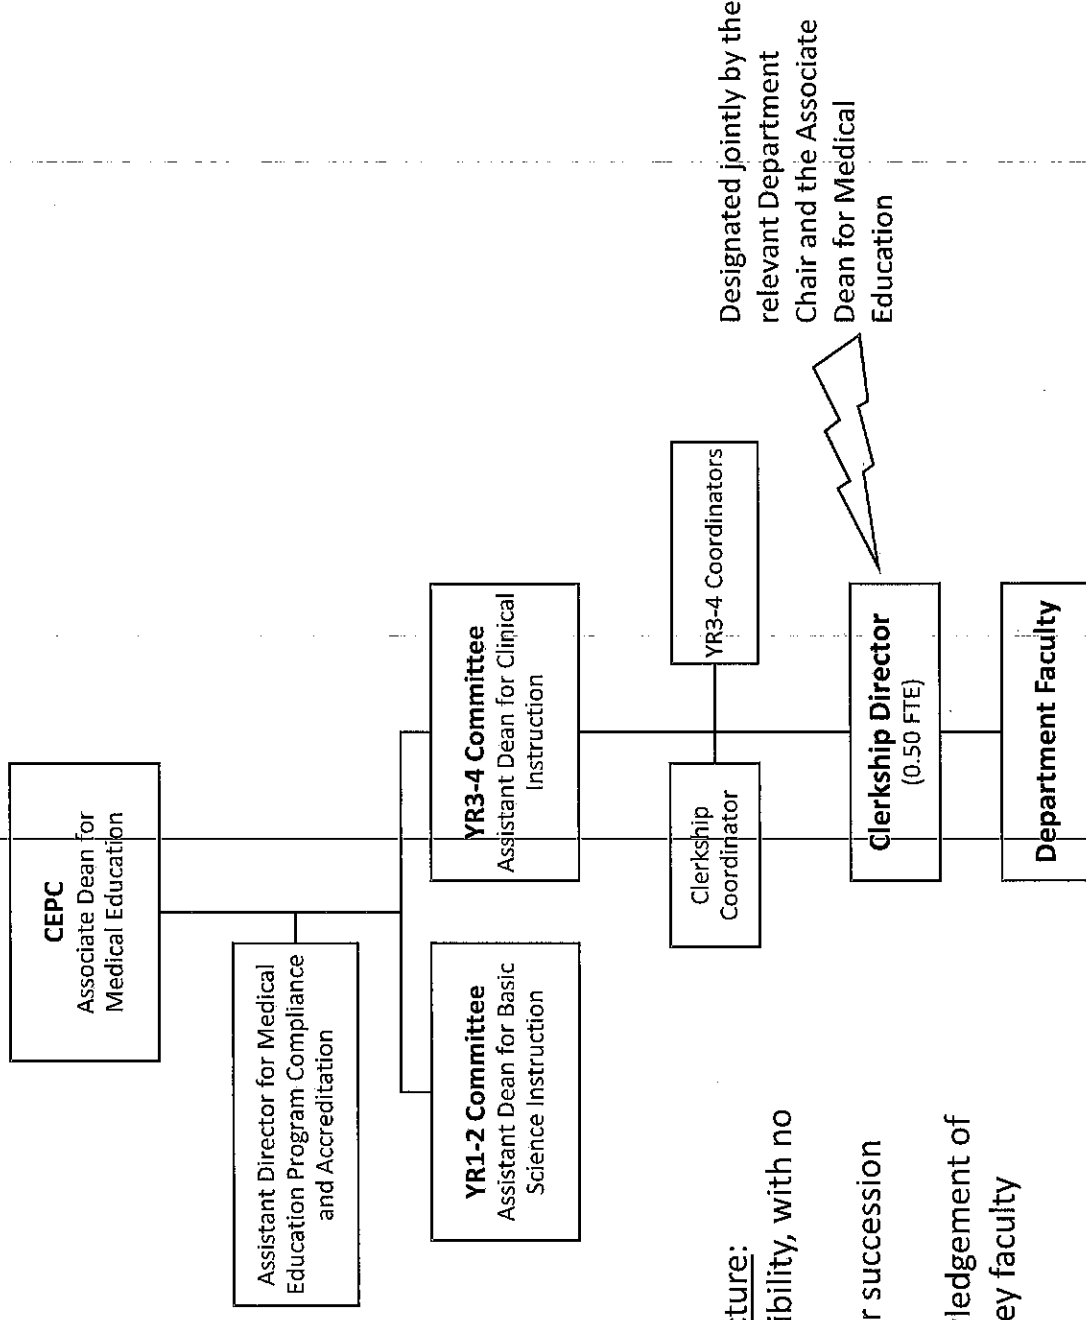 CEPC
Associate Dean for
Medical Education
Assistant Director for Medical
Education Program Compliance
and Accreditation
YR1-2 Committee
Assistant Dean for Basic
Science Instruction
YR3-4 Committee
Assistant Dean for Clinical
Instruction
Clerkship
Coordinator
YR3-4 Coordinators
Clerkship Director
(0.50 FTE)
Department Faculty
Designated jointly by the
relevant Department
Chair and the Associate
Dean for Medical
Education
cture:
ibility, with no
r succession
ledgement of
ey faculty